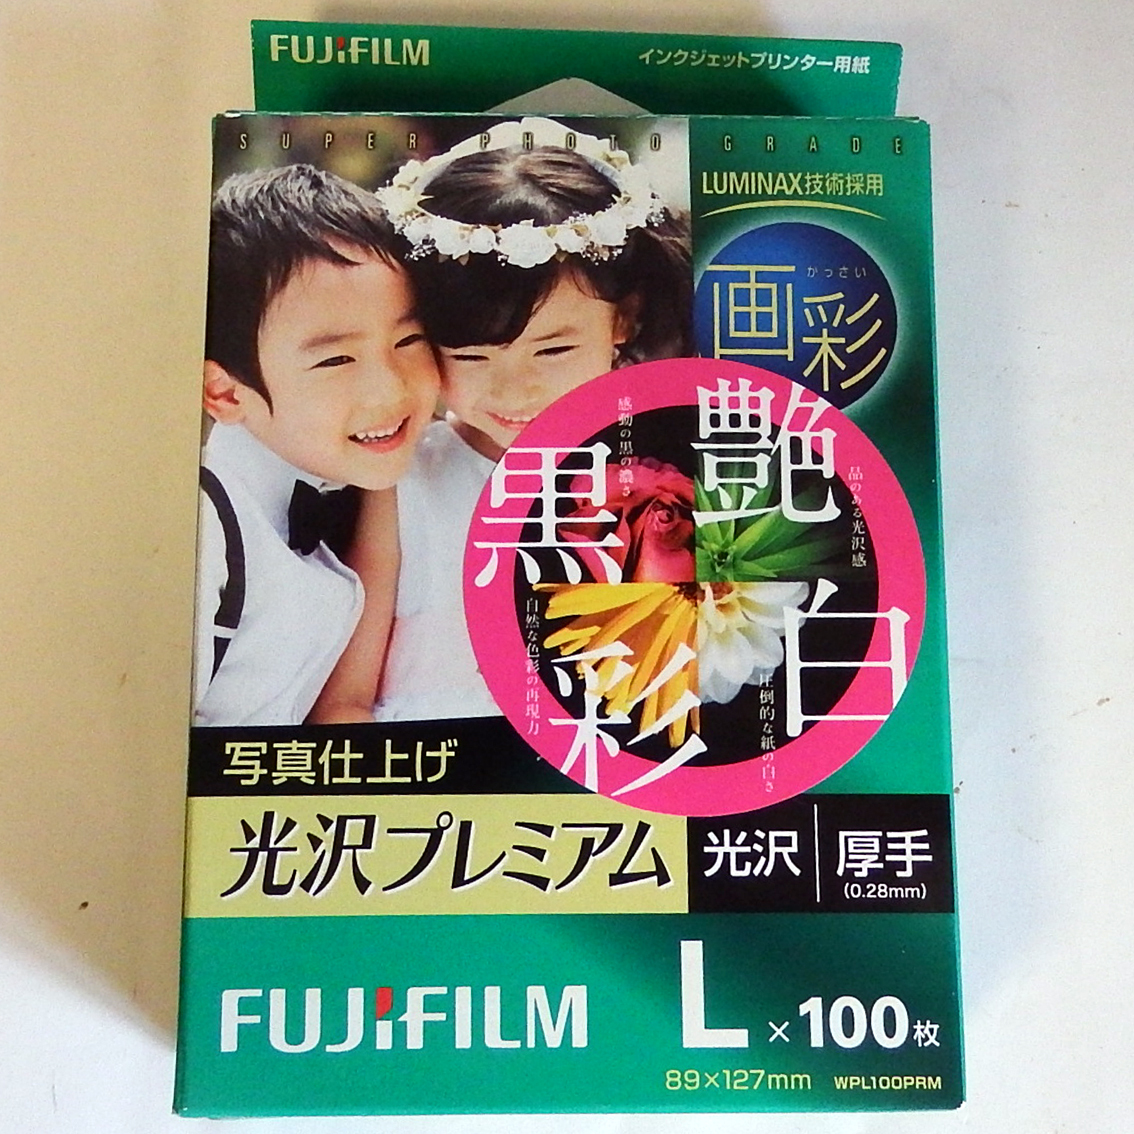 FUJIFILM
インクジェットプリンター用紙
SUPER PHOTO GRADE
LUMINAX技術採用
かっさい
画彩
艶
品のある光沢感
黒
感動の黒の濃さ
白
圧倒的な紙の白さ
彩
自然な色彩の再現力
写真仕上げ
光沢プレミアム
光沢
厚手
(0.28mm)
FUJIFILM
L×100枚
89×127mm WPL100PRM